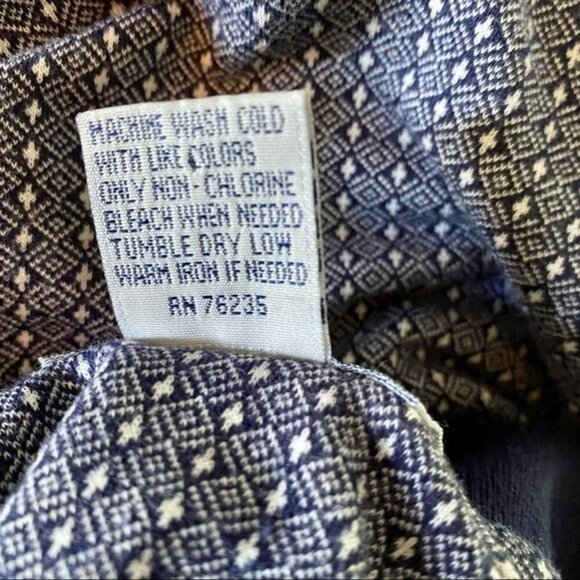 MACHINE WASH COLD
WITH LIKE COLORS
ONLY NON-CHLORINE
BLEACH WHEN NEEDED
TUMBLE DRY LOW
WARM IRON IF NEEDED
RN 76235